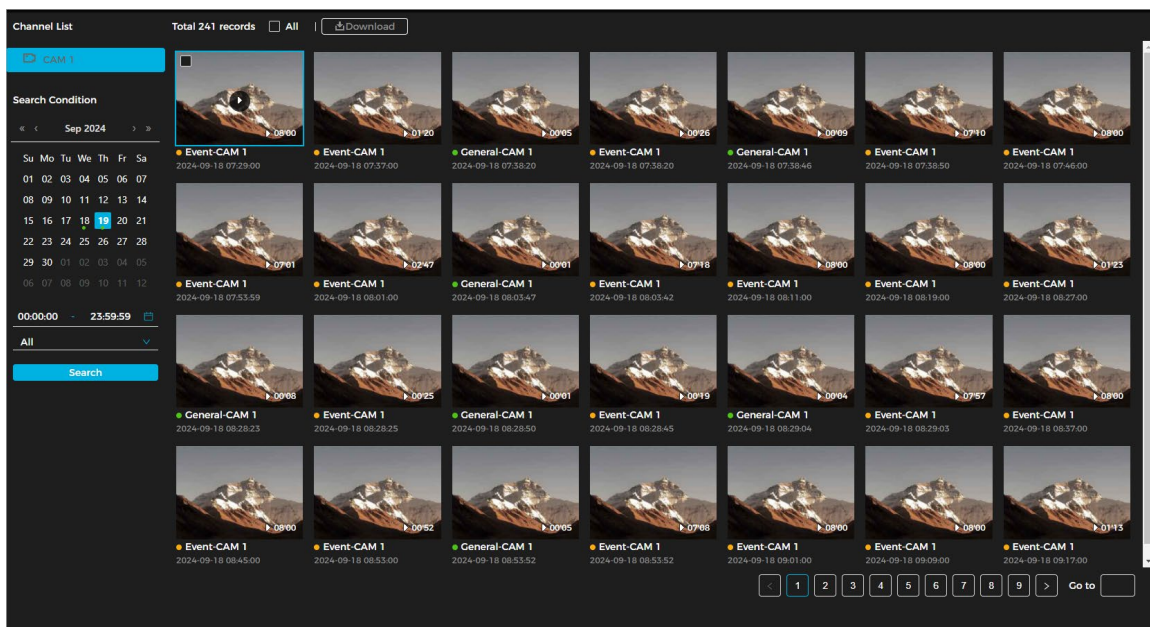 Channel List
Total 241 records All | Download
CAM 1
Search Condition
« ‹ Sep 2024 › »
Su Mo Tu We Th Fr Sa
01 02 03 04 05 06 07
08 09 10 11 12 13 14
15 16 17 18 19 20 21
22 23 24 25 26 27 28
29 30 01 02 03 04 05
06 07 08 09 10 11 12
00:00:00 - 23:59:59
All
Search
08'00 01'20 00'05 00'26 00'09 07'10 08'00
Event-CAM 1 Event-CAM 1 General-CAM 1 Event-CAM 1 General-CAM 1 Event-CAM 1 Event-CAM 1
2024-09-18 07:29:00 2024-09-18 07:37:00 2024-09-18 07:38:20 2024-09-18 07:38:20 2024-09-18 07:38:46 2024-09-18 07:38:50 2024-09-18 07:46:00
07'01 02'47 00'01 07'18 08'00 08'00 01'23
Event-CAM 1 Event-CAM 1 General-CAM 1 Event-CAM 1 Event-CAM 1 Event-CAM 1 Event-CAM 1
2024-09-18 07:53:59 2024-09-18 08:01:00 2024-09-18 08:03:47 2024-09-18 08:03:42 2024-09-18 08:11:00 2024-09-18 08:19:00 2024-09-18 08:27:00
00'08 00'25 00'01 00'19 00'04 07'57 08'00
General-CAM 1 Event-CAM 1 General-CAM 1 Event-CAM 1 General-CAM 1 Event-CAM 1 Event-CAM 1
2024-09-18 08:28:23 2024-09-18 08:28:25 2024-09-18 08:28:50 2024-09-18 08:28:45 2024-09-18 08:29:04 2024-09-18 08:29:03 2024-09-18 08:37:00
08'00 00'52 00'05 07'08 08'00 08'00 01'13
Event-CAM 1 Event-CAM 1 General-CAM 1 Event-CAM 1 Event-CAM 1 Event-CAM 1 Event-CAM 1
2024-09-18 08:45:00 2024-09-18 08:53:00 2024-09-18 08:53:52 2024-09-18 08:53:52 2024-09-18 09:01:00 2024-09-18 09:09:00 2024-09-18 09:17:00
< 1 2 3 4 5 6 7 8 9 > Go to